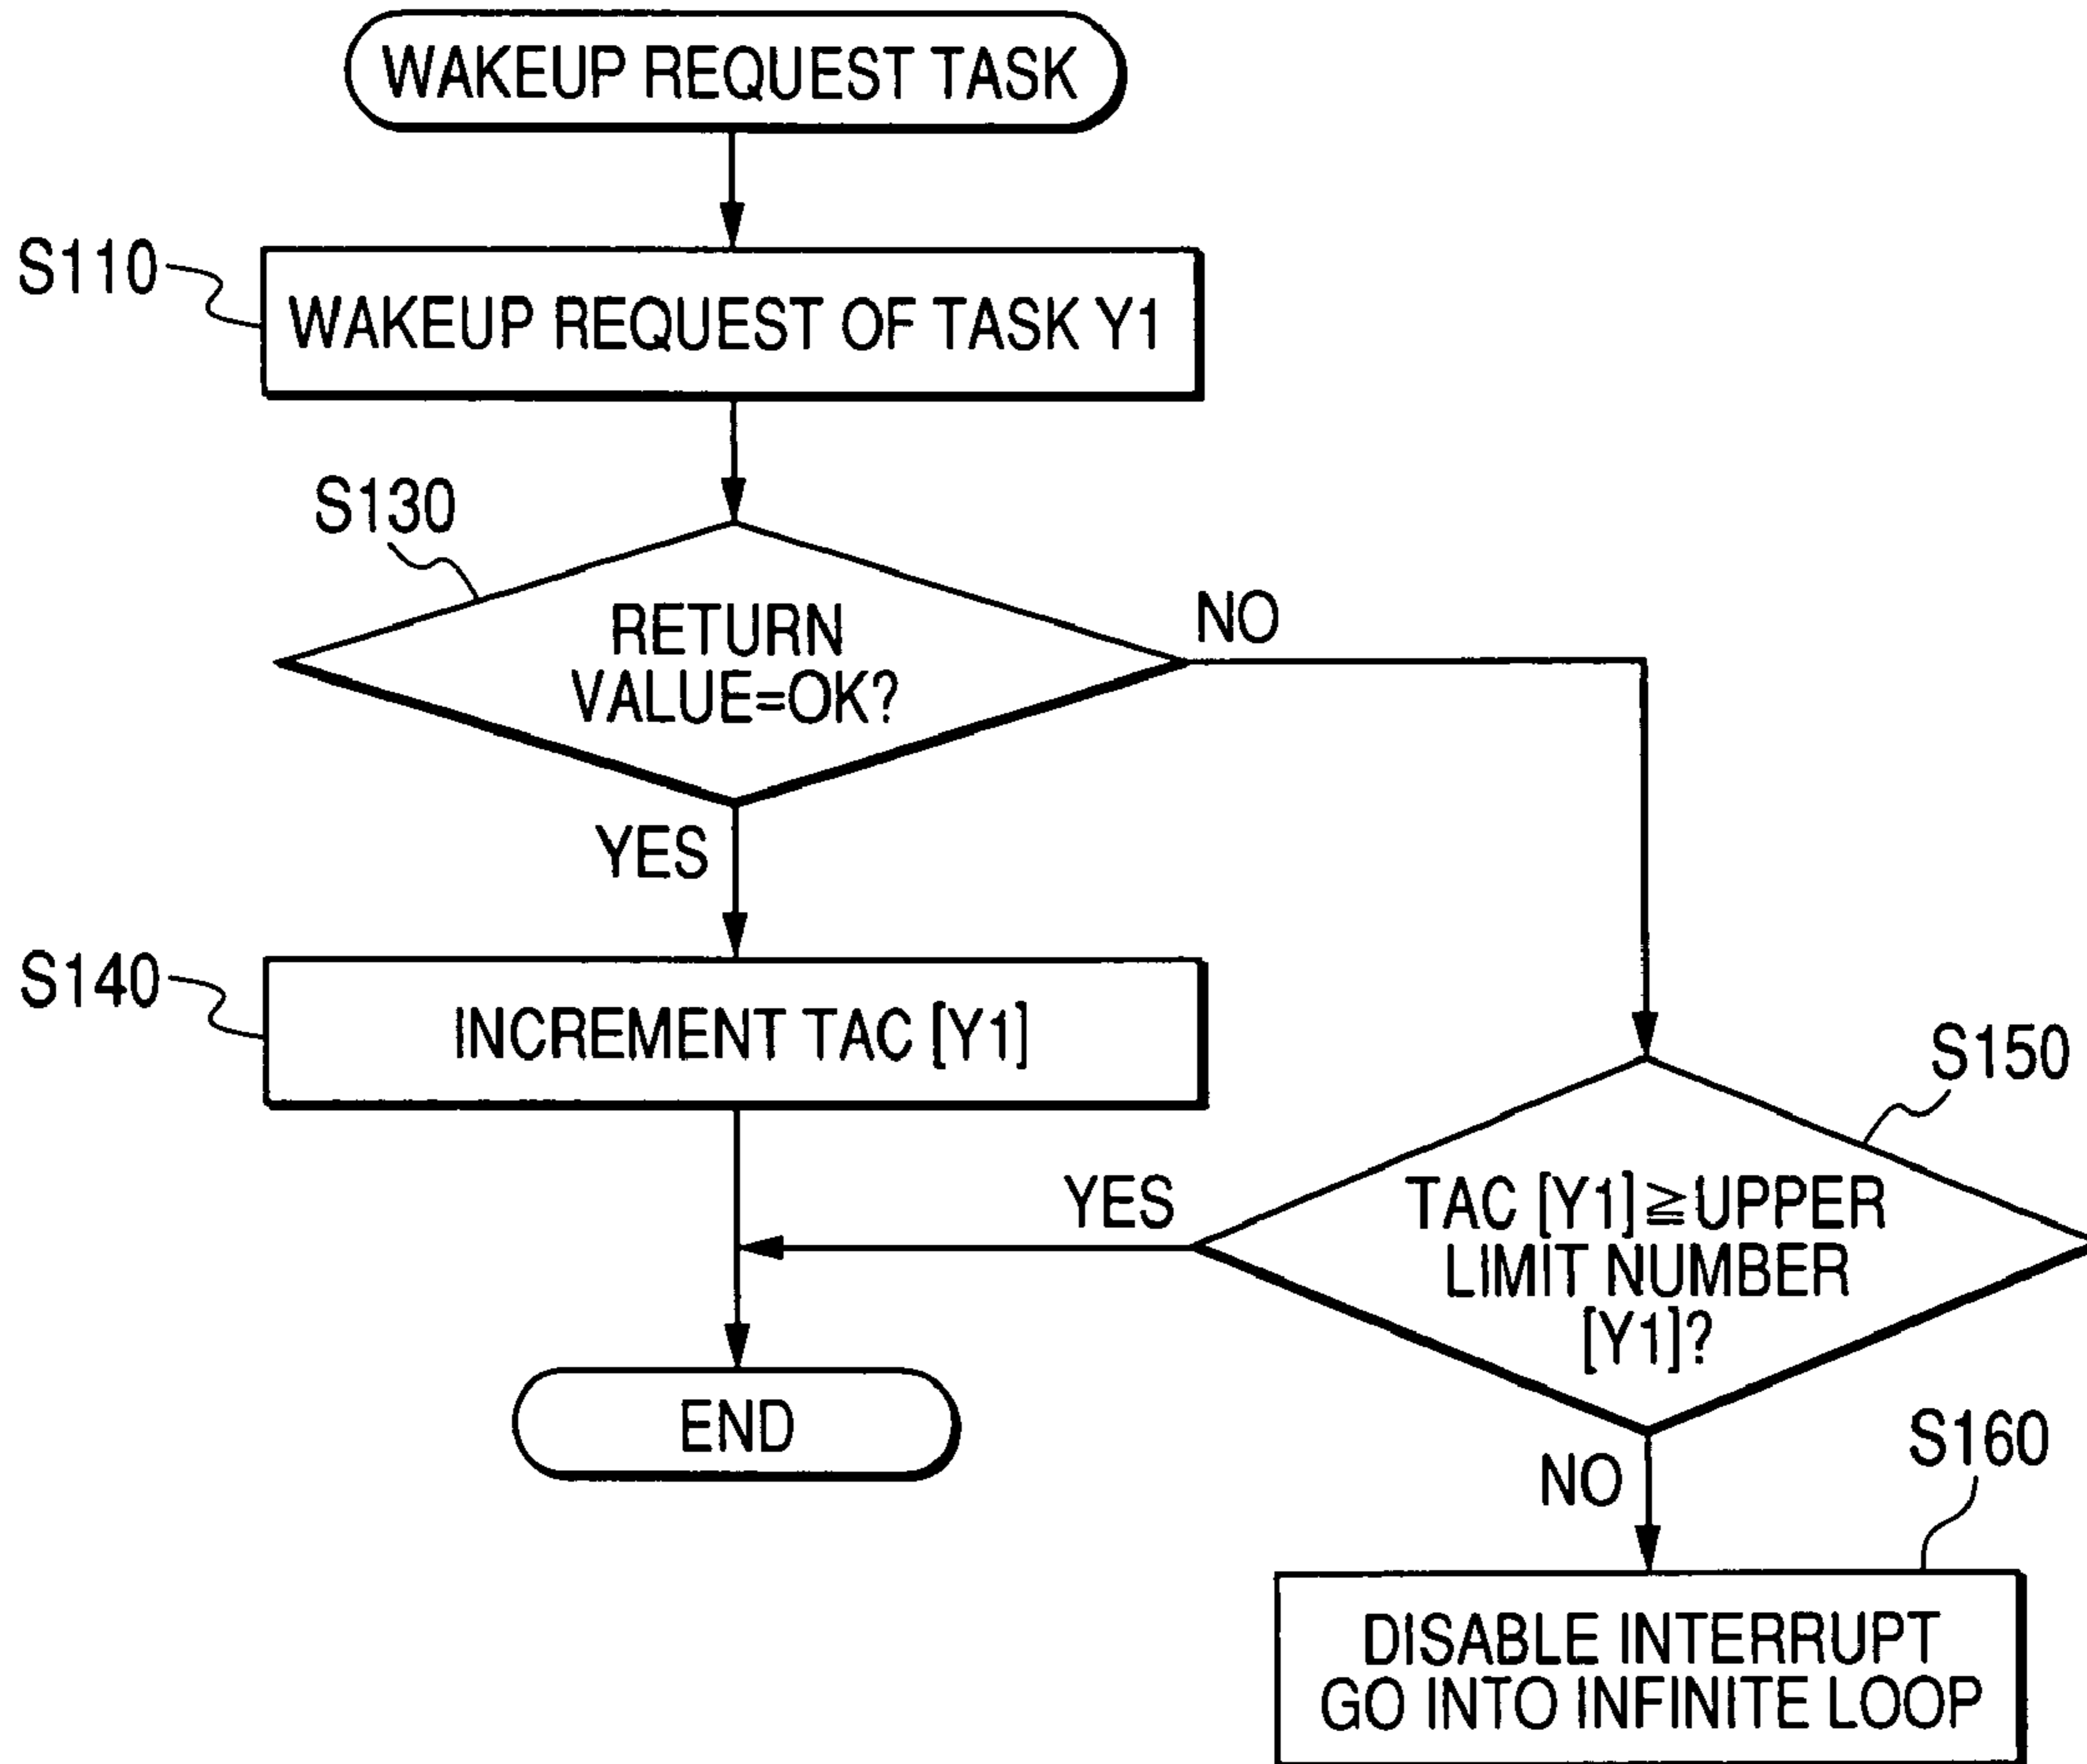 WAKEUP REQUEST TASK
S110
WAKEUP REQUEST OF TASK Y1
S130
RETURN
VALUE=OK?
NO
YES
S140
INCREMENT TAC [Y1]
S150
YES
TAC [Y1]≧UPPER
LIMIT NUMBER
[Y1]?
END
NO
S160
DISABLE INTERRUPT
GO INTO INFINITE LOOP